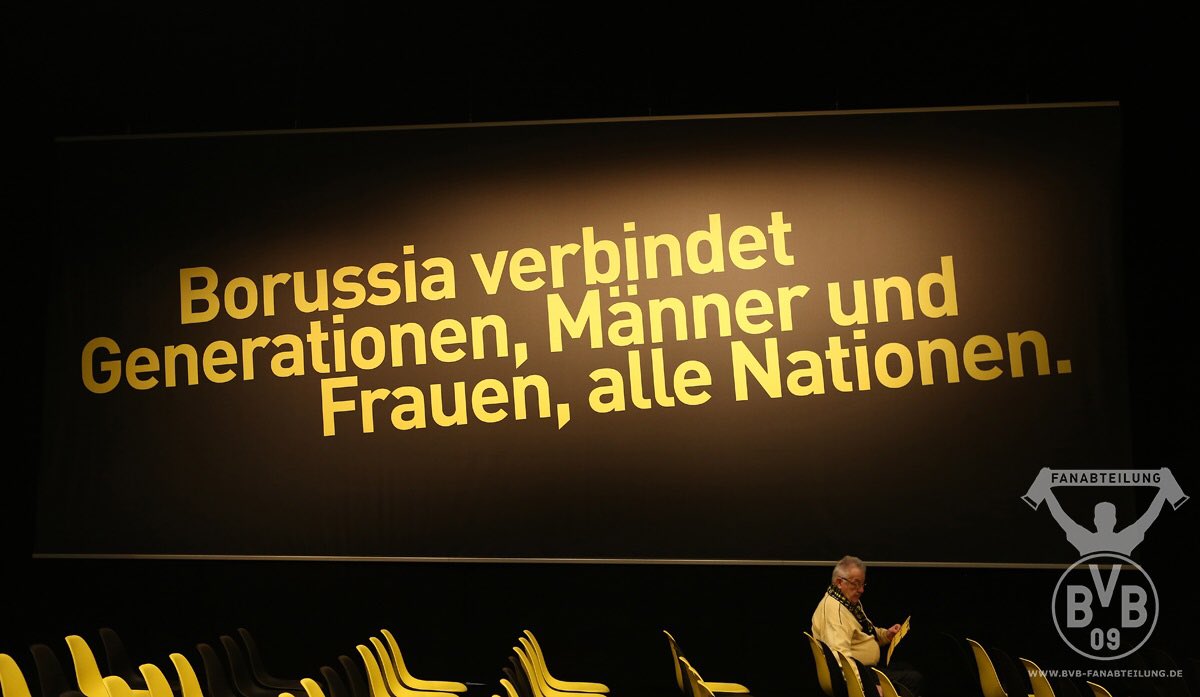 Borussia verbindet
Generationen, Männer und
Frauen, alle Nationen.
FANABTEILUNG
BVB
09
WWW.BVB-FANABTEILUNG.DE